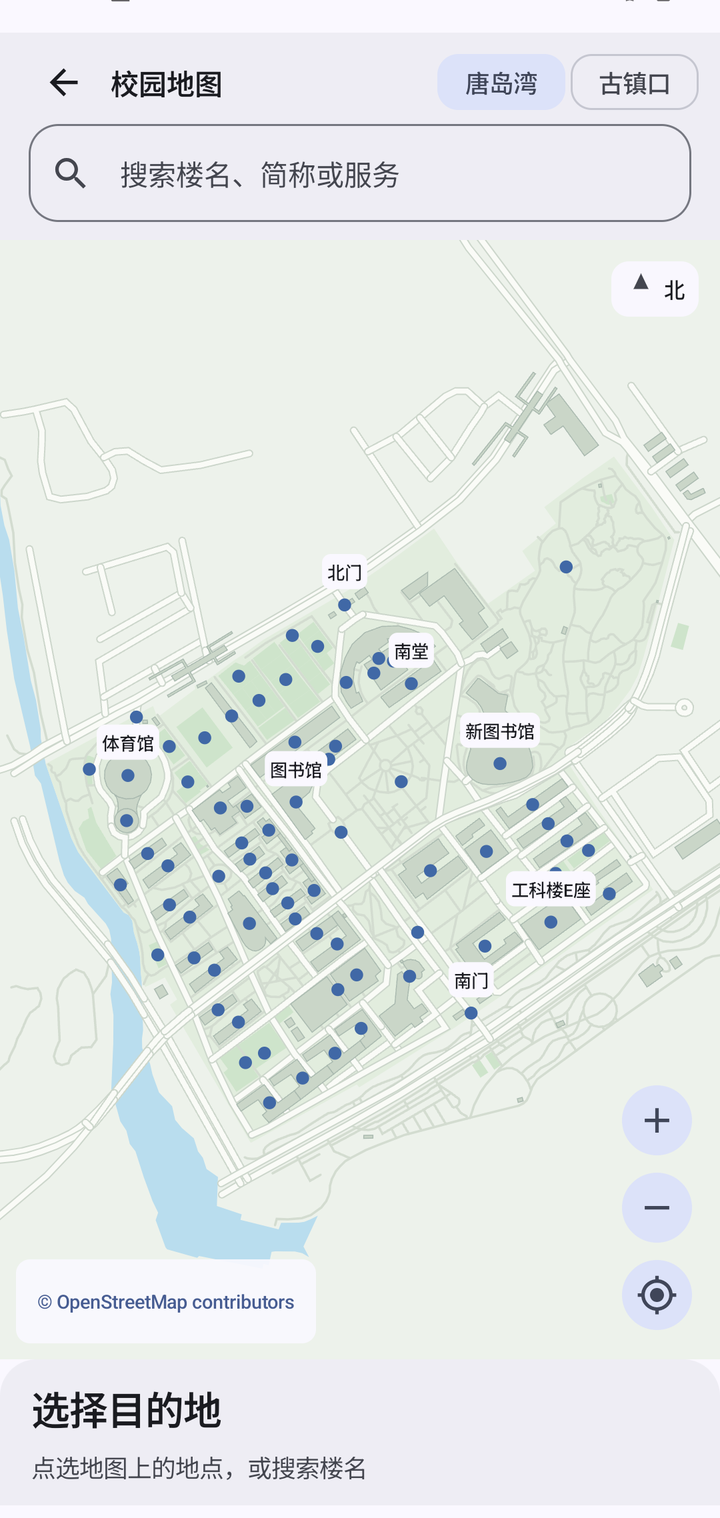 校园地图
唐岛湾
古镇口
搜索楼名、简称或服务
▲ 北
北门
南堂
新图书馆
体育馆
图书馆
工科楼E座
南门
© OpenStreetMap contributors
选择目的地
点选地图上的地点，或搜索楼名